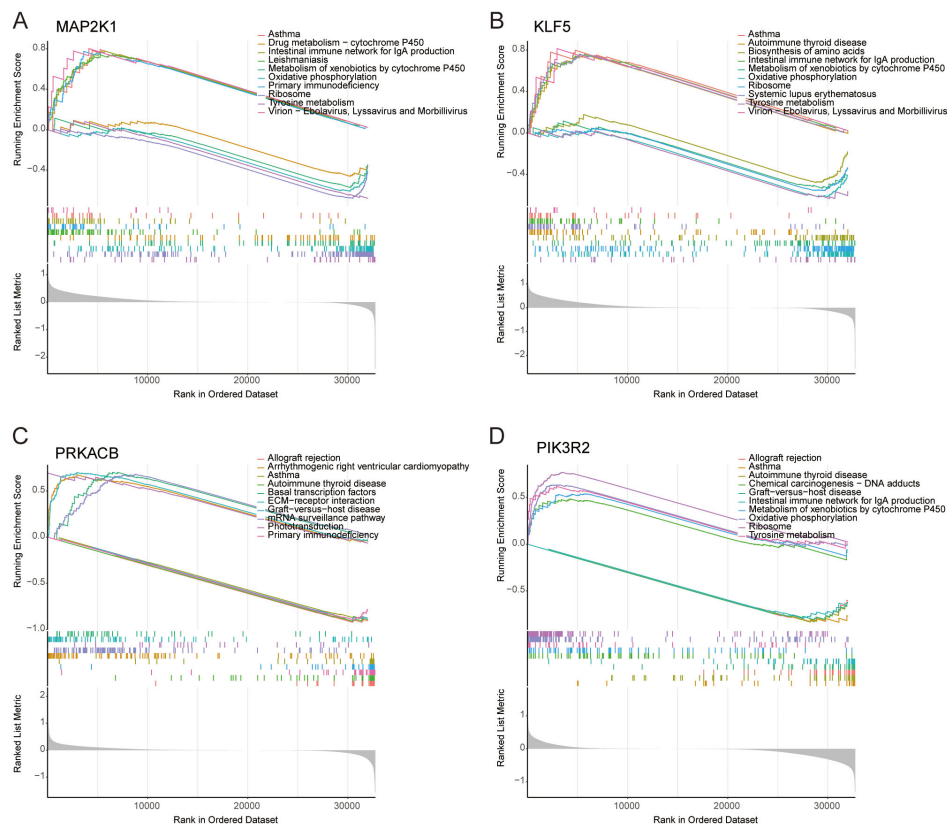 A
MAP2K1
Running Enrichment Score
0.8
0.4
0.0
−0.4
Asthma
Drug metabolism − cytochrome P450
Intestinal immune network for IgA production
Leishmaniasis
Metabolism of xenobiotics by cytochrome P450
Oxidative phosphorylation
Primary immunodeficiency
Ribosome
Tyrosine metabolism
Virion − Ebolavirus, Lyssavirus and Morbillivirus
Ranked List Metric
1
0
−1
−2
10000
20000
30000
Rank in Ordered Dataset
B
KLF5
Running Enrichment Score
0.8
0.4
0.0
−0.4
Asthma
Autoimmune thyroid disease
Biosynthesis of amino acids
Intestinal immune network for IgA production
Metabolism of xenobiotics by cytochrome P450
Oxidative phosphorylation
Ribosome
Systemic lupus erythematosus
Tyrosine metabolism
Virion − Ebolavirus, Lyssavirus and Morbillivirus
Ranked List Metric
1
0
−1
−2
10000
20000
30000
Rank in Ordered Dataset
C
PRKACB
Running Enrichment Score
0.5
0.0
−0.5
−1.0
Allograft rejection
Arrhythmogenic right ventricular cardiomyopathy
Asthma
Autoimmune thyroid disease
Basal transcription factors
ECM−receptor interaction
Graft−versus−host disease
mRNA surveillance pathway
Phototransduction
Primary immunodeficiency
Ranked List Metric
2
1
0
−1
10000
20000
30000
Rank in Ordered Dataset
D
PIK3R2
Running Enrichment Score
0.5
0.0
−0.5
Allograft rejection
Asthma
Autoimmune thyroid disease
Chemical carcinogenesis − DNA adducts
Graft−versus−host disease
Intestinal immune network for IgA production
Metabolism of xenobiotics by cytochrome P450
Oxidative phosphorylation
Ribosome
Tyrosine metabolism
Ranked List Metric
1
0
−1
10000
20000
30000
Rank in Ordered Dataset